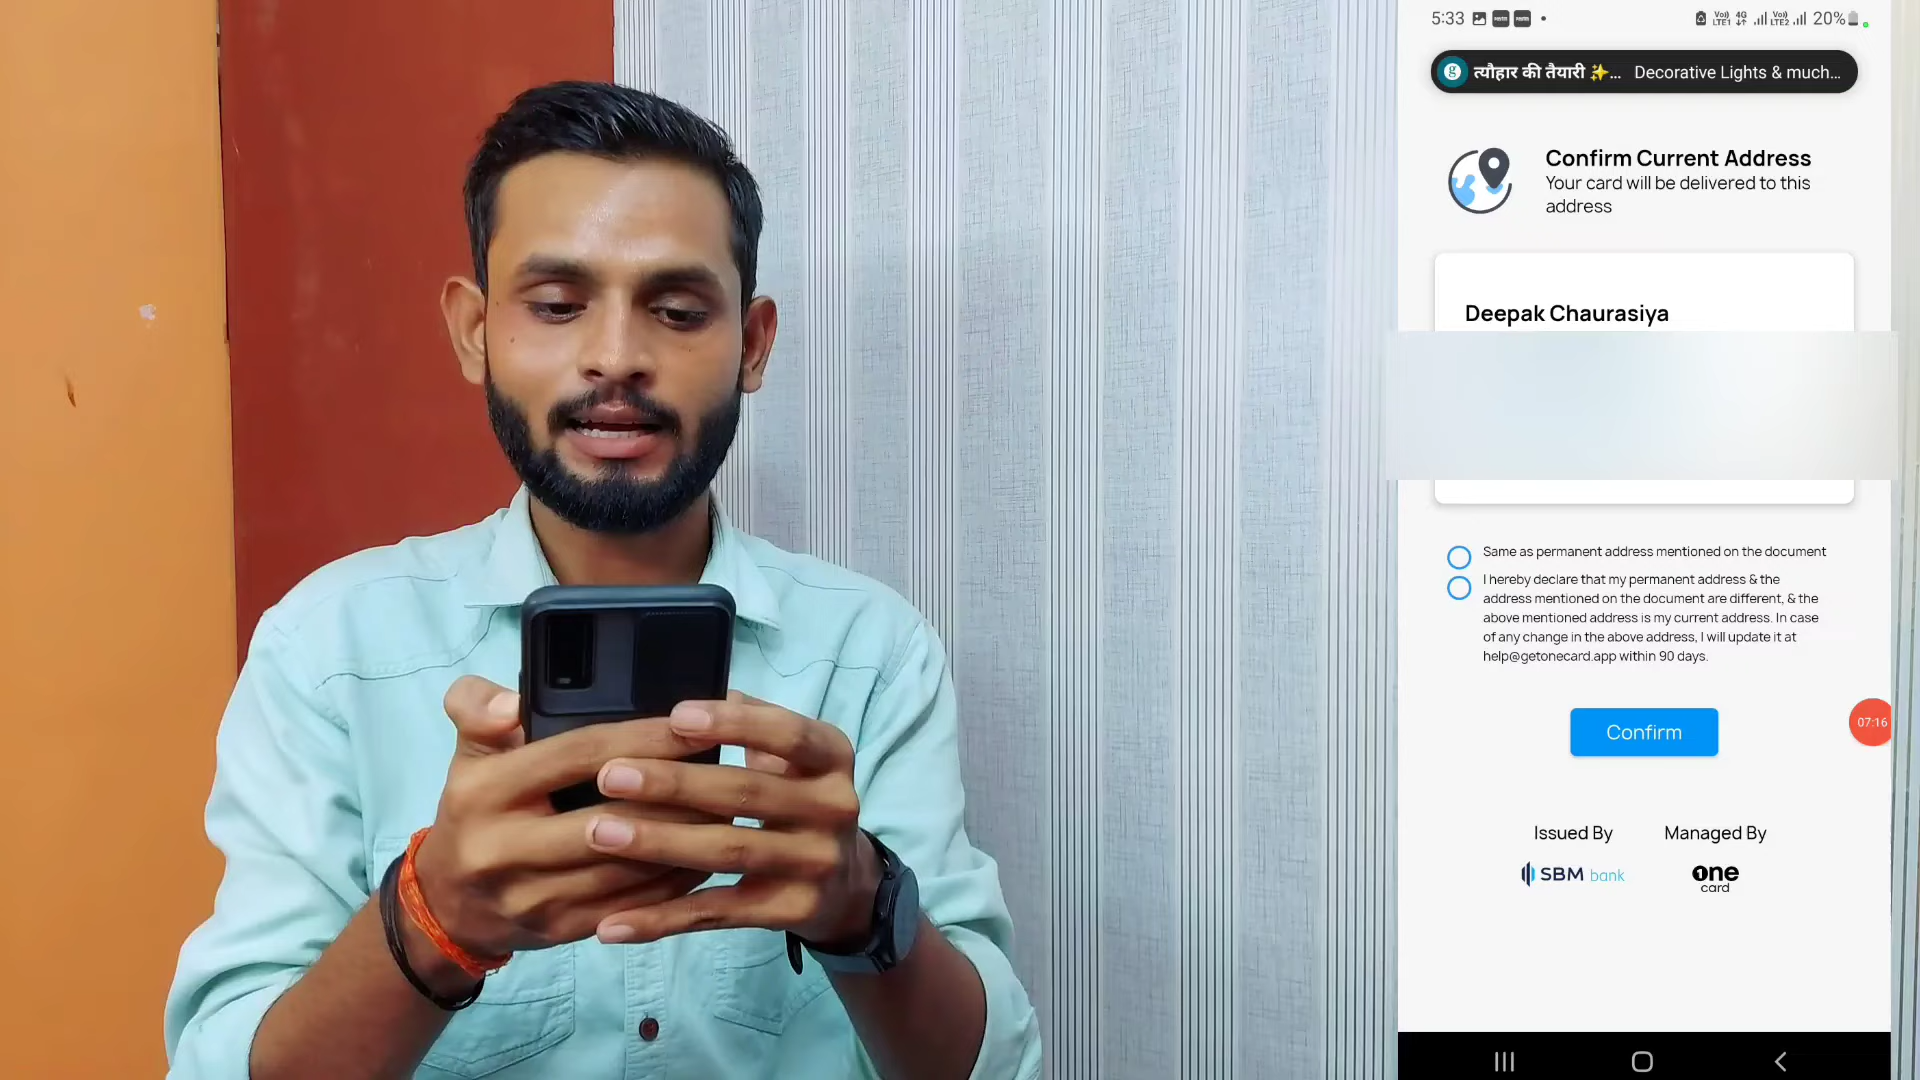 5:33
VoLTE1 4G VoLTE2 20%
त्यौहार की तैयारी ✨... Decorative Lights & much...
Confirm Current Address
Your card will be delivered to this
address
Deepak Chaurasiya
Same as permanent address mentioned on the document
I hereby declare that my permanent address & the
address mentioned on the document are different, & the
above mentioned address is my current address. In case
of any change in the above address, I will update it at
help@getonecard.app within 90 days.
Confirm
07:16
Issued By Managed By
SBM bank
one
card